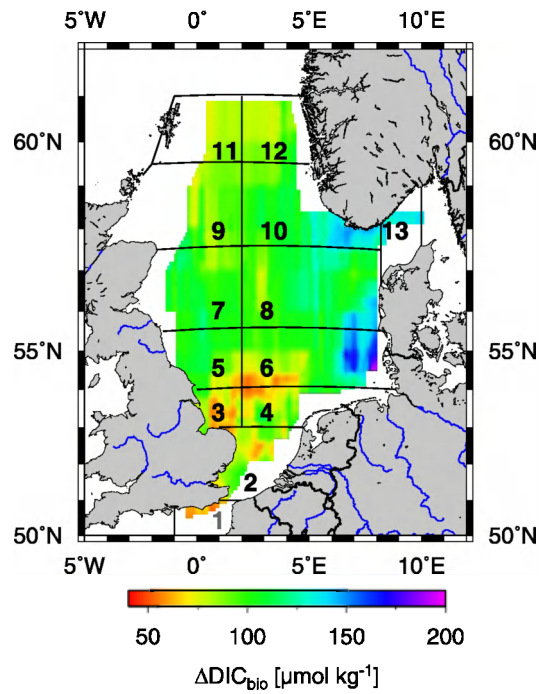 5˚W 0˚ 5˚E 10˚E
60˚N 60˚N
11 12
9 10 13
7 8
55˚N 55˚N
5 6
3 4
2
1
50˚N 50˚N
5˚W 0˚ 5˚E 10˚E
50 100 150 200
ΔDICbio [µmol kg⁻¹]